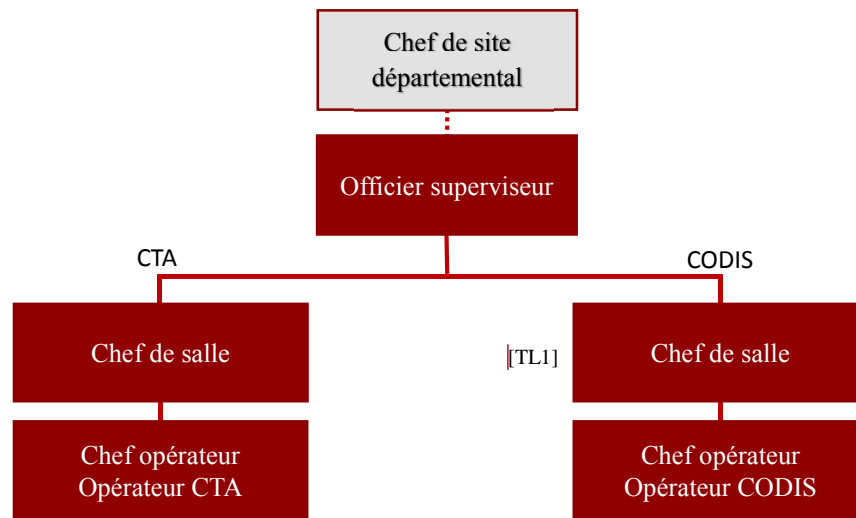 Chef de site
départemental
Officier superviseur
CTA
CODIS
Chef de salle
[TL1]
Chef de salle
Chef opérateur
Opérateur CTA
Chef opérateur
Opérateur CODIS